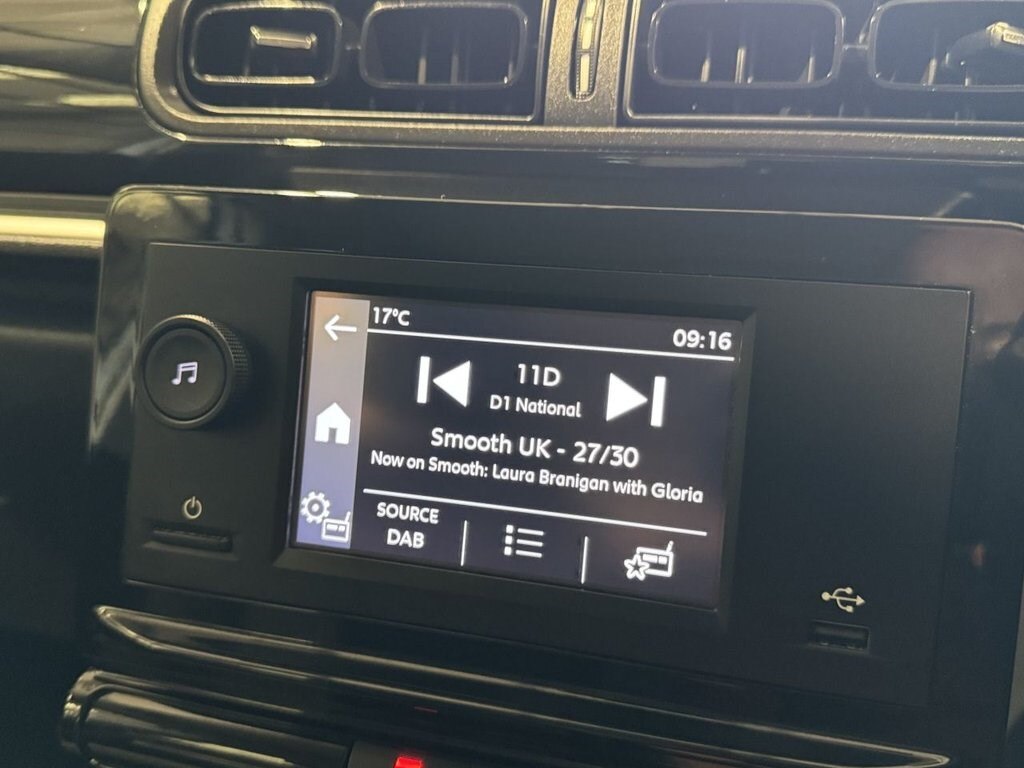 17°C
09:16
11D
D1 National
Smooth UK - 27/30
Now on Smooth: Laura Branigan with Gloria
SOURCE
DAB